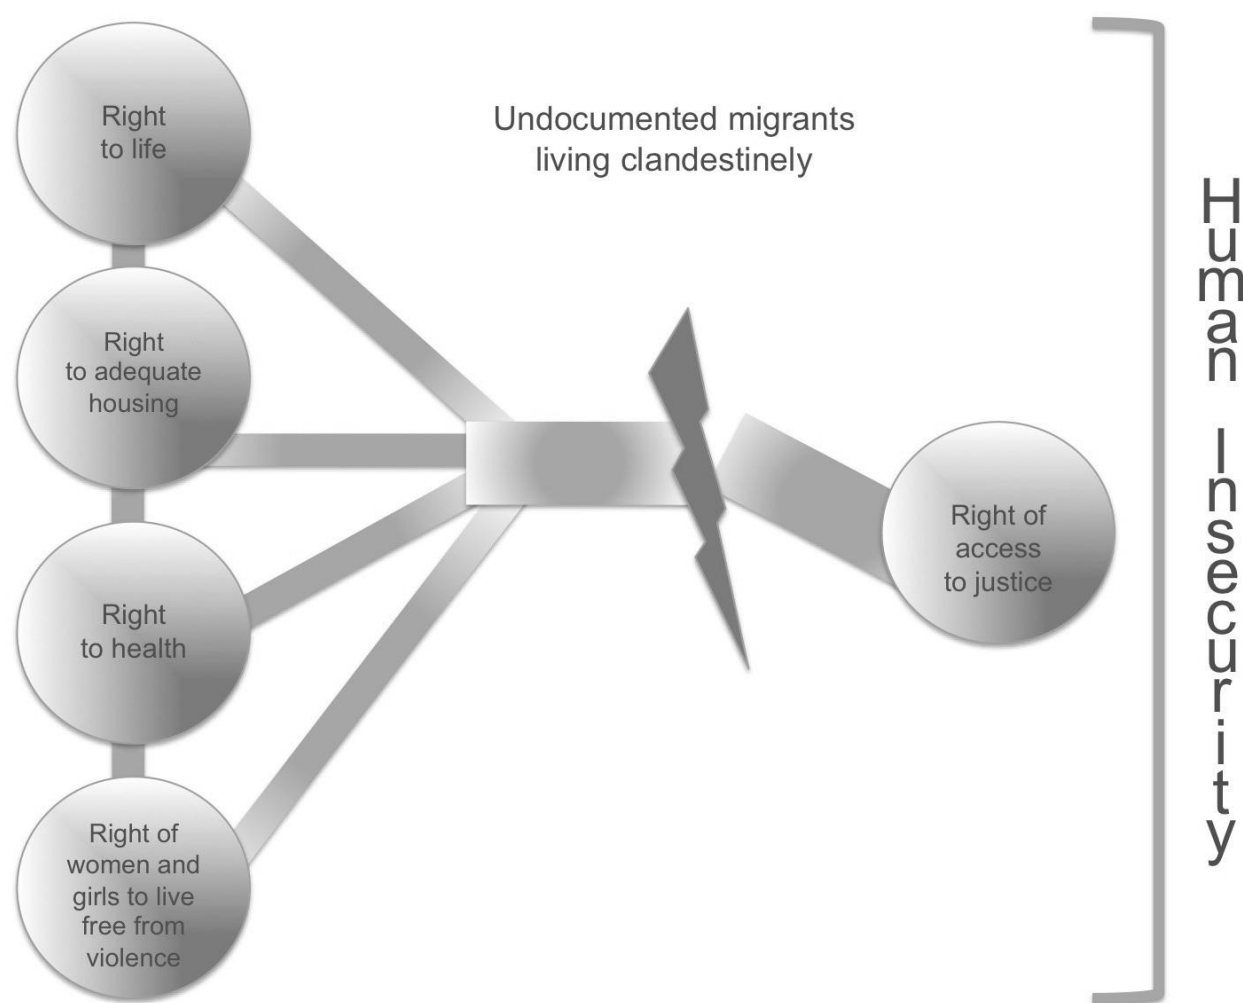 Right
to life
Undocumented migrants
living clandestinely
Right
to adequate
housing
Right of
access
to justice
Right
to health
Right of
women and
girls to live
free from
violence
Human Insecurity